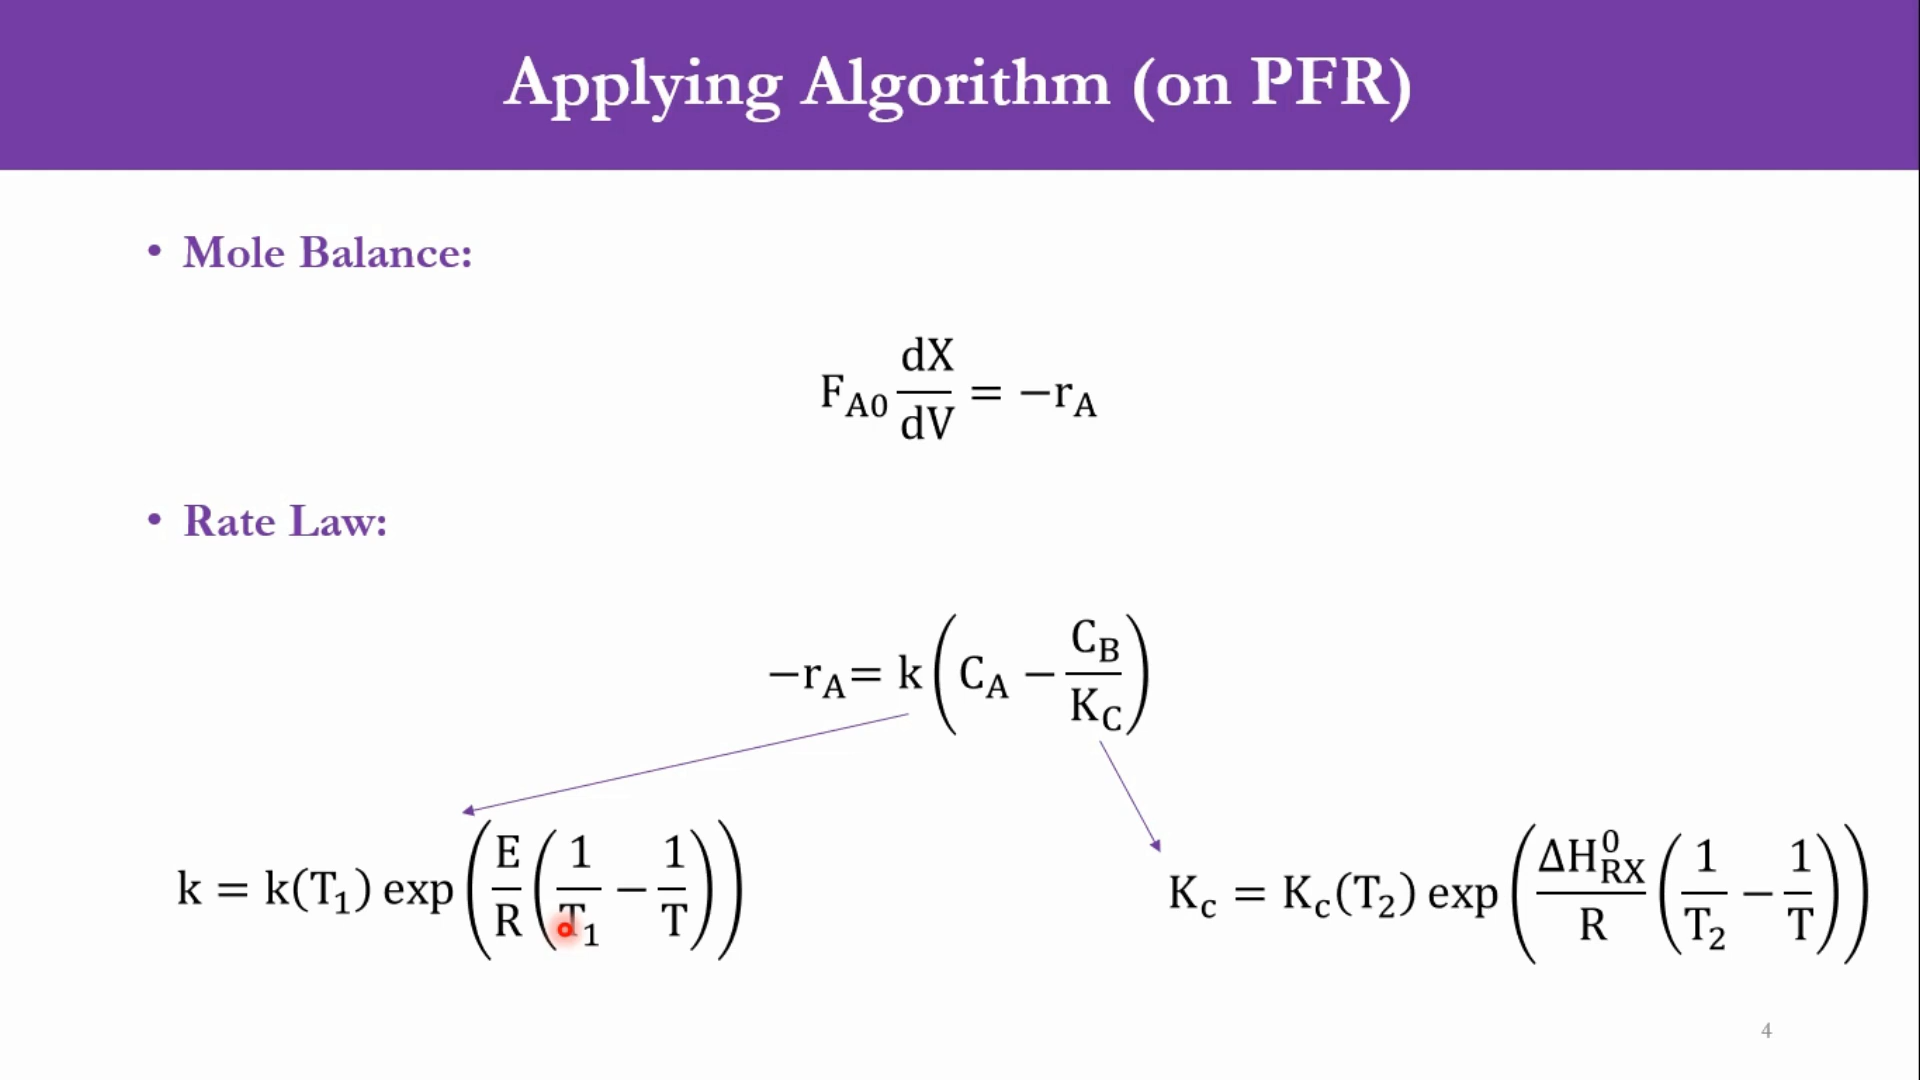 Applying Algorithm (on PFR)
• Mole Balance:
F_A0 dX/dV = −r_A
• Rate Law:
−r_A = k(C_A − C_B/K_C)
k = k(T₁) exp(E/R(1/T₁ − 1/T))
K_c = K_c(T₂) exp(ΔH⁰_RX/R(1/T₂ − 1/T))
4